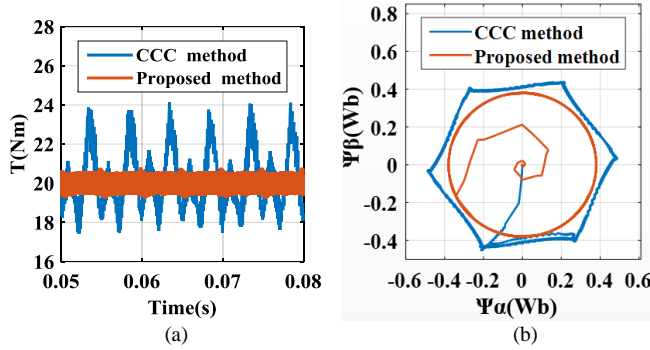 28
26
24
22
20
18
16
T(Nm)
CCC method
Proposed method
0.05 0.06 0.07 0.08
Time(s)
(a)
0.8
0.6
0.4
0.2
0
-0.2
-0.4
Ψβ(Wb)
CCC method
Proposed method
-0.6 -0.4 -0.2 0 0.2 0.4 0.6
Ψα(Wb)
(b)